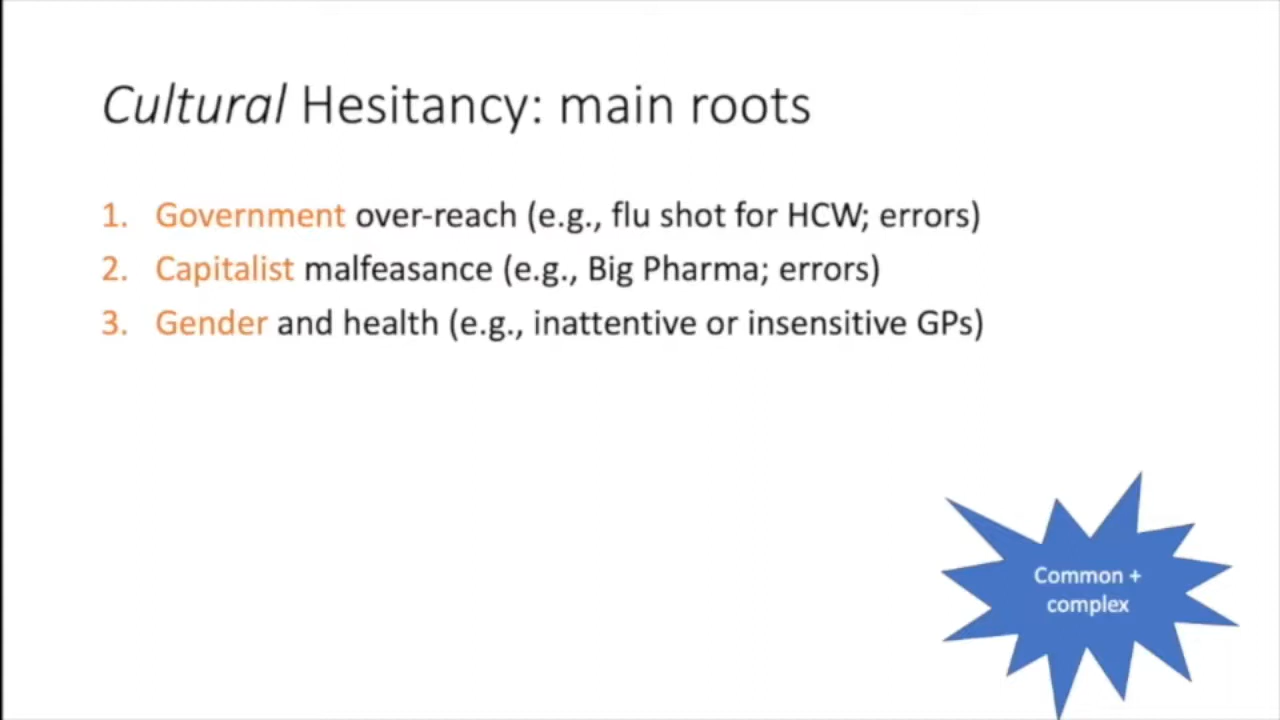 Cultural Hesitancy: main roots
1. Government over-reach (e.g., flu shot for HCW; errors)
2. Capitalist malfeasance (e.g., Big Pharma; errors)
3. Gender and health (e.g., inattentive or insensitive GPs)
Common +
complex